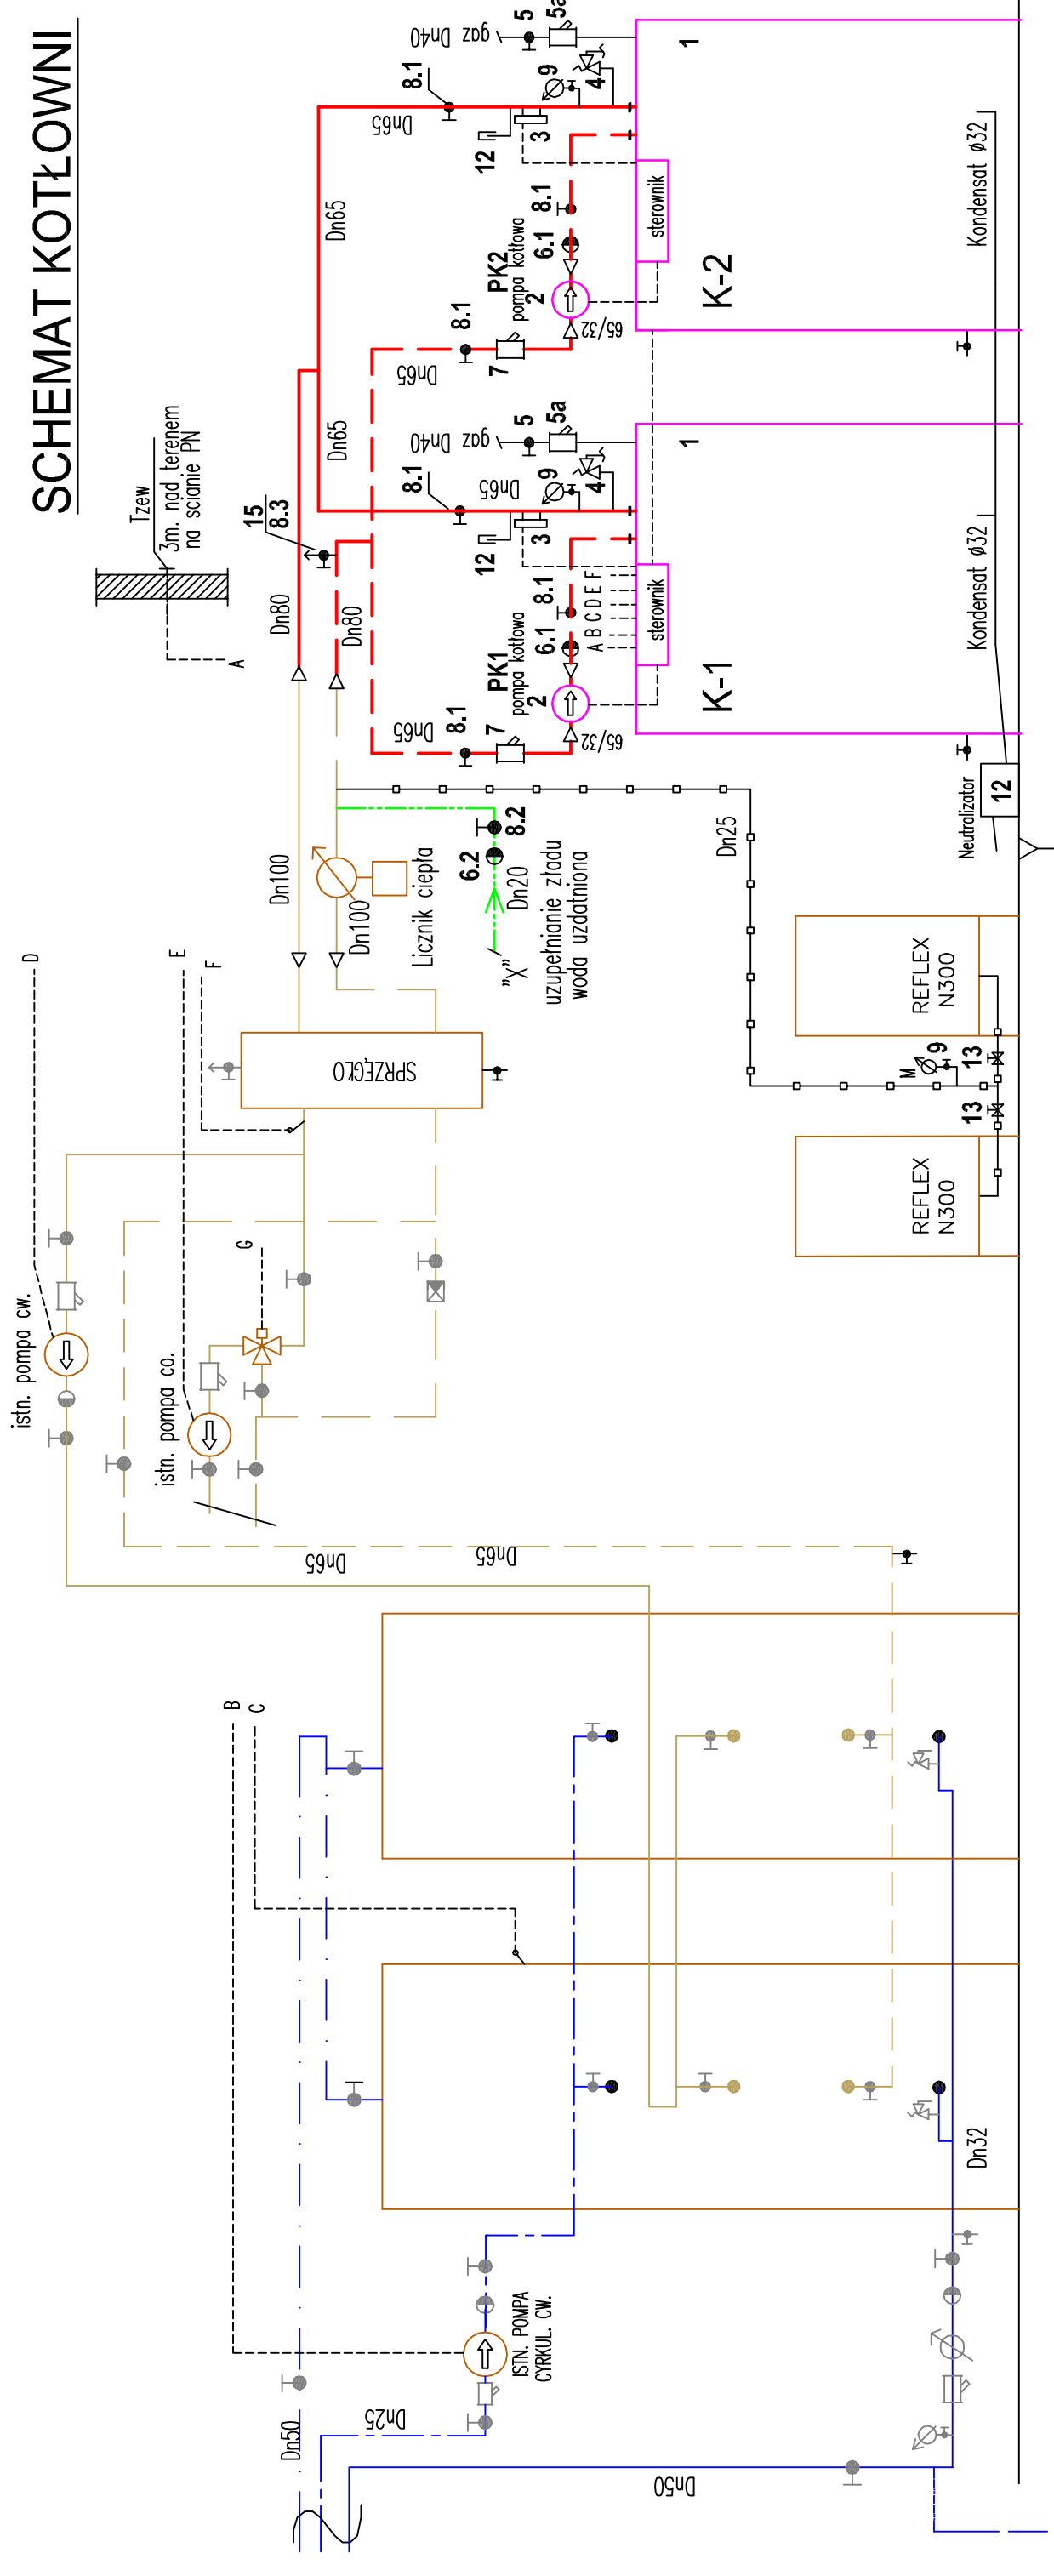 SCHEMAT KOTŁOWNI
Tzew
3m. nad terenem
na scianie PN
A
15
8.3
Dn80
Dn80
Dn65
Dn65
Dn65
8.1
12
3
9
4
5
5a
gaz Dn40
1
8.1
6.1
PK2
pompa kotłowa
2
65/32
8.1
7
Dn65
sterownik
K-2
Kondensat ø32
8.1
Dn65
12
3
9
4
5
5a
gaz Dn40
1
8.1
6.1
PK1
pompa kotłowa
2
65/32
8.1
7
Dn65
A B C D E F
sterownik
K-1
Kondensat ø32
Neutralizator
12
Dn100
Dn100
Licznik ciepła
6.2
8.2
Dn20
"X"
uzupełnianie zładu
woda uzdatniona
Dn25
REFLEX
N300
M
9
13
13
REFLEX
N300
SPRZĘGŁO
D
E
F
G
istn. pompa cw.
istn. pompa co.
Dn65
Dn65
B
C
Dn32
ISTN. POMPA
CYRKUL. CW.
Dn25
Dn50
Dn50